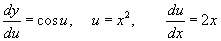 dy/du = cos u, u = x², du/dx = 2x